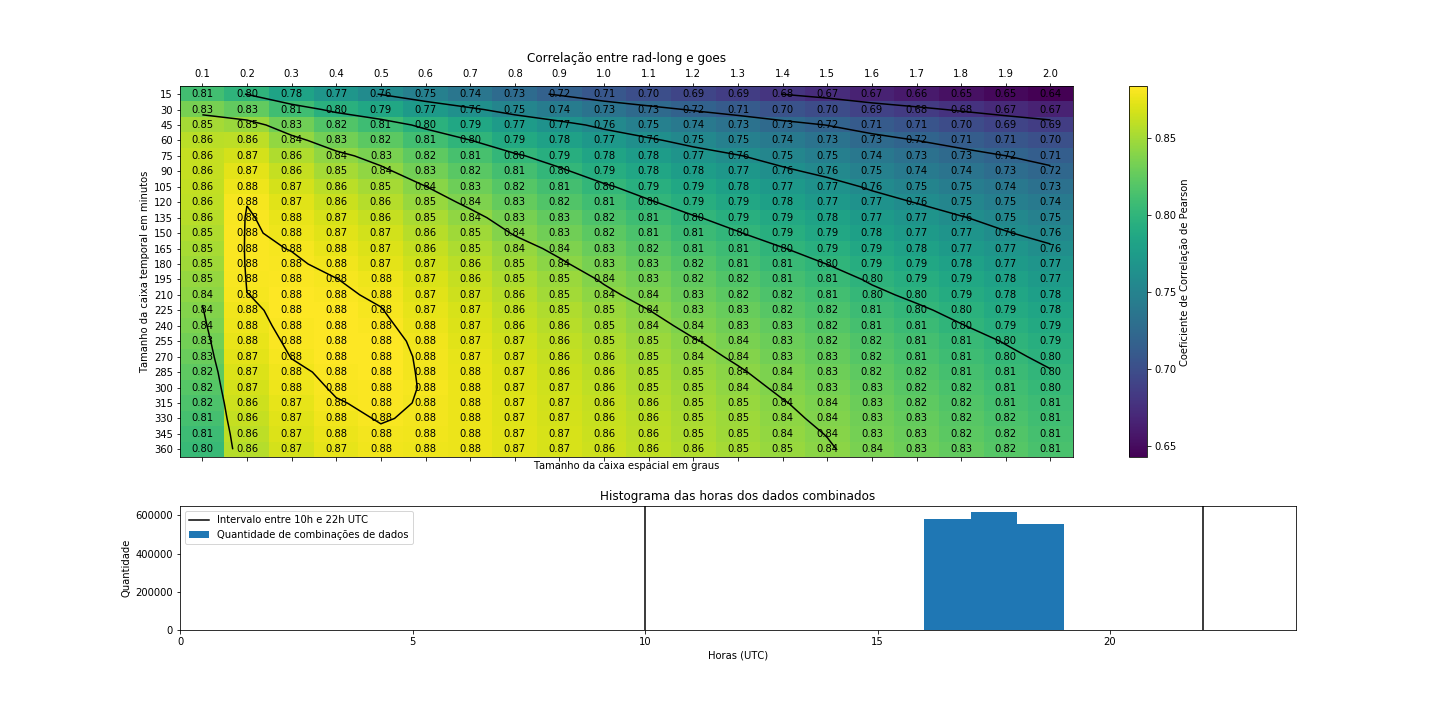 Correlação entre rad-long e goes
0.1 0.2 0.3 0.4 0.5 0.6 0.7 0.8 0.9 1.0 1.1 1.2 1.3 1.4 1.5 1.6 1.7 1.8 1.9 2.0
15 0.81 0.80 0.78 0.77 0.76 0.75 0.74 0.73 0.72 0.71 0.70 0.69 0.69 0.68 0.67 0.67 0.66 0.65 0.65 0.64
30 0.83 0.83 0.81 0.80 0.79 0.77 0.76 0.75 0.74 0.73 0.73 0.72 0.71 0.70 0.70 0.69 0.68 0.68 0.67 0.67
45 0.85 0.85 0.83 0.82 0.81 0.80 0.79 0.77 0.77 0.76 0.75 0.74 0.73 0.73 0.72 0.71 0.71 0.70 0.69 0.69
60 0.86 0.86 0.84 0.83 0.82 0.81 0.80 0.79 0.78 0.77 0.76 0.75 0.75 0.74 0.73 0.73 0.72 0.71 0.71 0.70
75 0.86 0.87 0.86 0.84 0.83 0.82 0.81 0.80 0.79 0.78 0.78 0.77 0.76 0.75 0.75 0.74 0.73 0.73 0.72 0.71
90 0.86 0.87 0.86 0.85 0.84 0.83 0.82 0.81 0.80 0.79 0.78 0.78 0.77 0.76 0.76 0.75 0.74 0.74 0.73 0.72
105 0.86 0.88 0.87 0.86 0.85 0.84 0.83 0.82 0.81 0.80 0.79 0.79 0.78 0.77 0.77 0.76 0.75 0.75 0.74 0.73
120 0.86 0.88 0.87 0.86 0.86 0.85 0.84 0.83 0.82 0.81 0.80 0.79 0.79 0.78 0.77 0.77 0.76 0.75 0.75 0.74
135 0.86 0.88 0.88 0.87 0.86 0.85 0.84 0.83 0.83 0.82 0.81 0.80 0.79 0.79 0.78 0.77 0.77 0.76 0.75 0.75
150 0.85 0.88 0.88 0.87 0.87 0.86 0.85 0.84 0.83 0.82 0.81 0.81 0.80 0.79 0.79 0.78 0.77 0.77 0.76 0.76
165 0.85 0.88 0.88 0.88 0.87 0.86 0.85 0.84 0.84 0.83 0.82 0.81 0.81 0.80 0.79 0.79 0.78 0.77 0.77 0.76
180 0.85 0.88 0.88 0.88 0.87 0.87 0.86 0.85 0.84 0.83 0.83 0.82 0.81 0.81 0.80 0.79 0.79 0.78 0.77 0.77
195 0.85 0.88 0.88 0.88 0.88 0.87 0.86 0.85 0.85 0.84 0.83 0.82 0.82 0.81 0.81 0.80 0.79 0.79 0.78 0.77
210 0.84 0.88 0.88 0.88 0.88 0.87 0.87 0.86 0.85 0.84 0.84 0.83 0.82 0.82 0.81 0.80 0.80 0.79 0.78 0.78
225 0.84 0.88 0.88 0.88 0.88 0.87 0.87 0.86 0.85 0.85 0.84 0.83 0.83 0.82 0.82 0.81 0.80 0.80 0.79 0.78
240 0.84 0.88 0.88 0.88 0.88 0.88 0.87 0.86 0.86 0.85 0.84 0.84 0.83 0.83 0.82 0.81 0.81 0.80 0.79 0.79
255 0.83 0.88 0.88 0.88 0.88 0.88 0.87 0.87 0.86 0.85 0.85 0.84 0.84 0.83 0.82 0.82 0.81 0.81 0.80 0.79
270 0.83 0.87 0.88 0.88 0.88 0.88 0.87 0.87 0.86 0.86 0.85 0.84 0.84 0.83 0.83 0.82 0.81 0.81 0.80 0.80
285 0.82 0.87 0.88 0.88 0.88 0.88 0.87 0.87 0.86 0.86 0.85 0.85 0.84 0.84 0.83 0.82 0.82 0.81 0.81 0.80
300 0.82 0.87 0.88 0.88 0.88 0.88 0.88 0.87 0.87 0.86 0.85 0.85 0.84 0.84 0.83 0.83 0.82 0.82 0.81 0.80
315 0.82 0.86 0.87 0.88 0.88 0.88 0.88 0.87 0.87 0.86 0.86 0.85 0.85 0.84 0.84 0.83 0.82 0.82 0.81 0.81
330 0.81 0.86 0.87 0.88 0.88 0.88 0.88 0.87 0.87 0.86 0.86 0.85 0.85 0.84 0.84 0.83 0.83 0.82 0.82 0.81
345 0.81 0.86 0.87 0.88 0.88 0.88 0.88 0.87 0.87 0.86 0.86 0.85 0.85 0.84 0.84 0.83 0.83 0.82 0.82 0.81
360 0.80 0.86 0.87 0.87 0.88 0.88 0.88 0.87 0.87 0.86 0.86 0.86 0.85 0.85 0.84 0.84 0.83 0.83 0.82 0.81
Tamanho da caixa temporal em minutos
Tamanho da caixa espacial em graus
0.85
0.80
0.75
0.70
0.65
Coeficiente de Correlação de Pearson
Histograma das horas dos dados combinados
Intervalo entre 10h e 22h UTC
Quantidade de combinações de dados
600000
400000
200000
0
Quantidade
0 5 10 15 20
Horas (UTC)